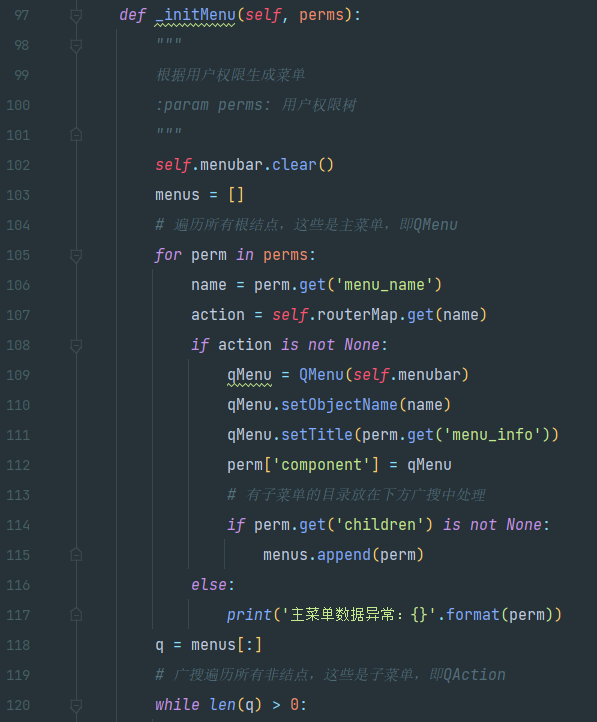 97 def _initMenu(self, perms):
98 """
99 根据用户权限生成菜单
100 :param perms: 用户权限树
101 """
102 self.menubar.clear()
103 menus = []
104 # 遍历所有根结点，这些是主菜单，即QMenu
105 for perm in perms:
106 name = perm.get('menu_name')
107 action = self.routerMap.get(name)
108 if action is not None:
109 qMenu = QMenu(self.menubar)
110 qMenu.setObjectName(name)
111 qMenu.setTitle(perm.get('menu_info'))
112 perm['component'] = qMenu
113 # 有子菜单的目录放在下方广搜中处理
114 if perm.get('children') is not None:
115 menus.append(perm)
116 else:
117 print('主菜单数据异常：{}'.format(perm))
118 q = menus[:]
119 # 广搜遍历所有非结点，这些是子菜单，即QAction
120 while len(q) > 0: